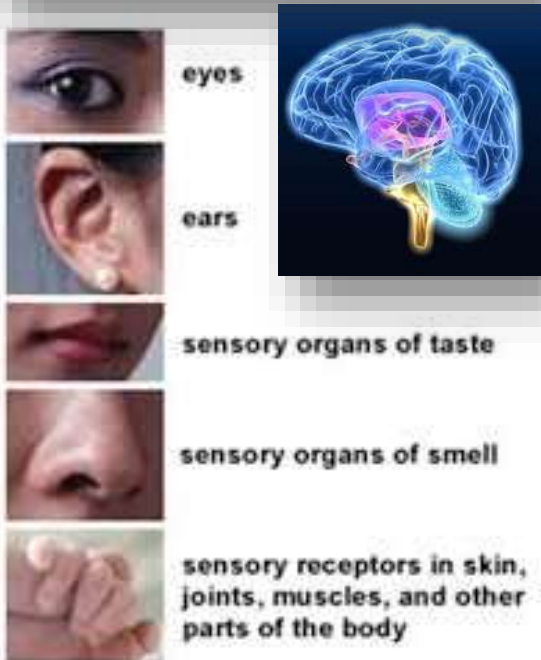 eyes
ears
sensory organs of taste
sensory organs of smell
sensory receptors in skin,
joints, muscles, and other
parts of the body